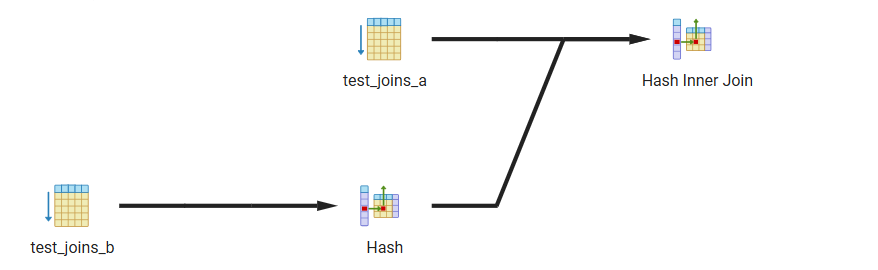 test_joins_a
Hash Inner Join
test_joins_b
Hash